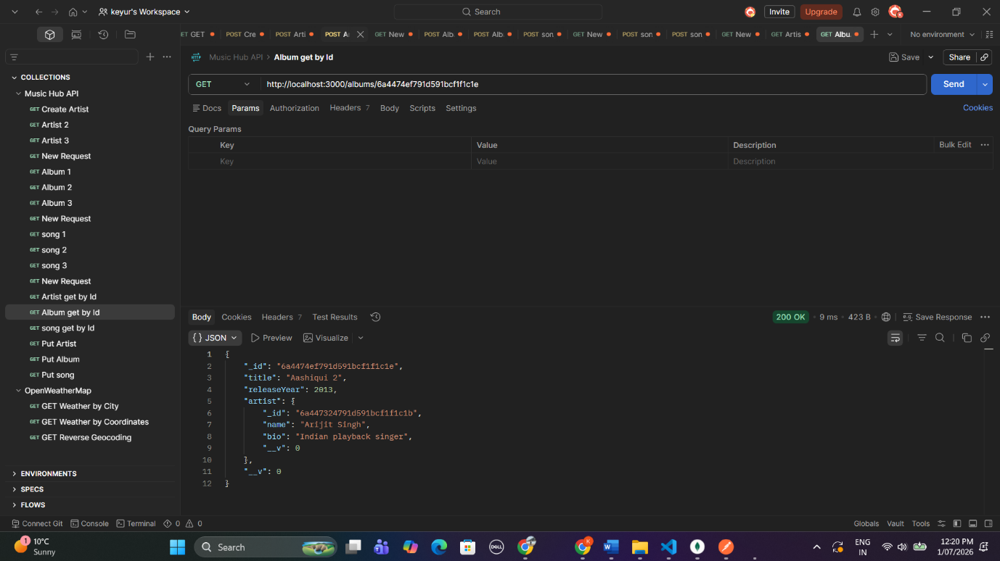 keyur's Workspace
Search
Invite
Upgrade
GET
POST Cre
POST Arti
POST A
GET New
POST Alb
POST Alb
POST son
GET New
POST son
POST son
GET New
GET Artis
GET Albu
No environment
COLLECTIONS
Music Hub API
GET Create Artist
GET Artist 2
GET Artist 3
GET New Request
GET Album 1
GET Album 2
GET Album 3
GET New Request
GET song 1
GET song 2
GET song 3
GET New Request
GET Artist get by Id
GET Album get by Id
GET song get by Id
GET Put Artist
GET Put Album
GET Put song
OpenWeatherMap
GET GET Weather by City
GET GET Weather by Coordinates
GET GET Reverse Geocoding
ENVIRONMENTS
SPECS
FLOWS
HTTP Music Hub API > Album get by Id
Save
Share
GET http://localhost:3000/albums/6a4474ef791d591bcf1f1c1e
Send
Docs Params Authorization Headers 7 Body Scripts Settings
Cookies
Query Params
Key Value Description Bulk Edit
Key Value Description
Body Cookies Headers 7 Test Results
200 OK • 9 ms • 423 B
e.g. Save Response
{} JSON Preview Visualize
1 {
2 "_id": "6a4474ef791d591bcf1f1c1e",
3 "title": "Aashiqui 2",
4 "releaseYear": 2013,
5 "artist": {
6 "_id": "6a447324791d591bcf1f1c1b",
7 "name": "Arijit Singh",
8 "bio": "Indian playback singer",
9 "__v": 0
10 },
11 "__v": 0
12 }
Connect Git Console Terminal 0 0
Globals Vault Tools
1
10°C
Sunny
Search
DELL
K
ENG
IN
12:20 PM
1/07/2026